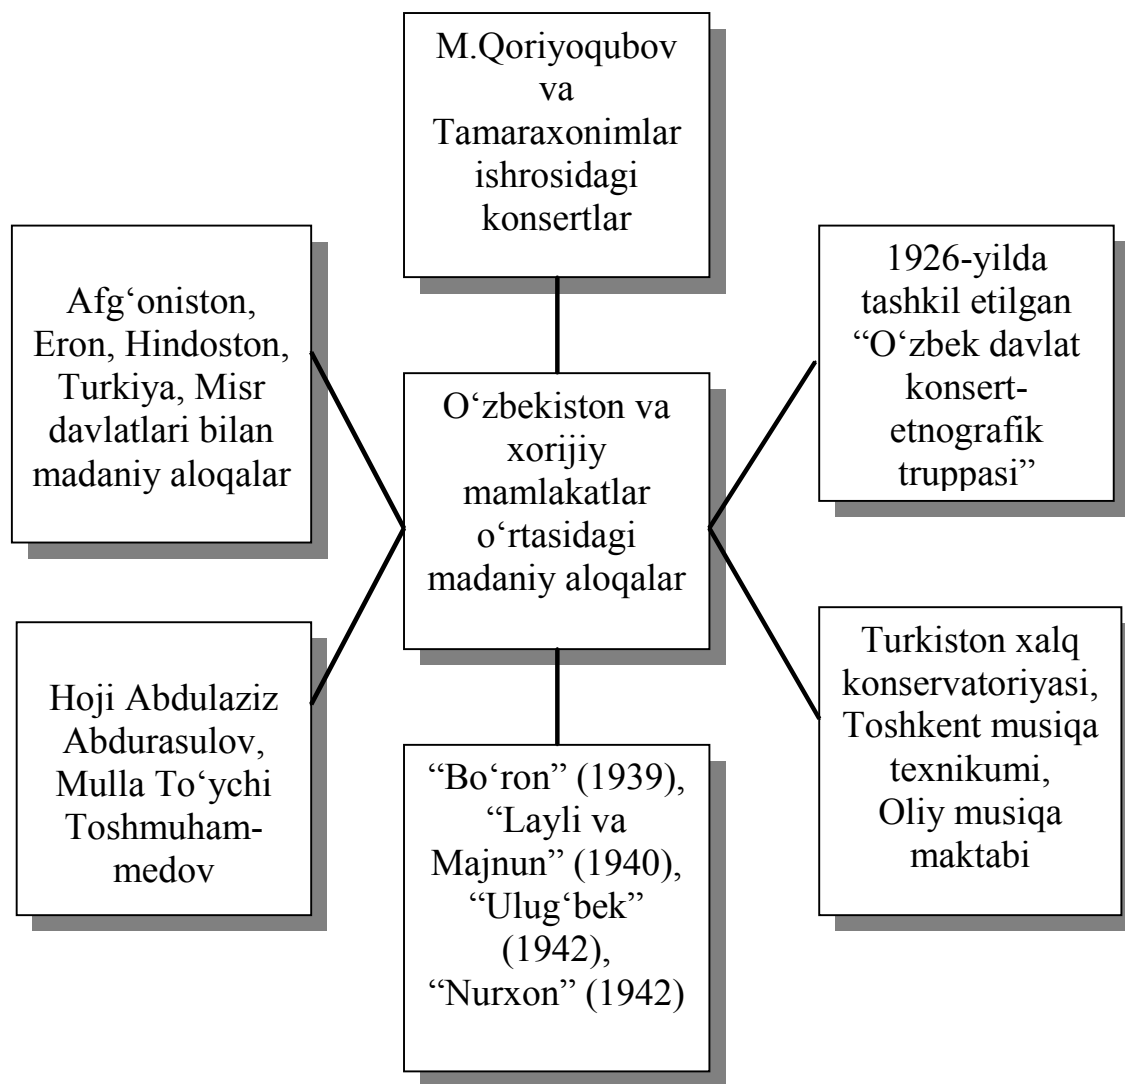 M.Qoriyoqubov
va
Tamaraxonimlar
ishrosidagi
konsertlar
Afg‘oniston,
Eron, Hindoston,
Turkiya, Misr
davlatlari bilan
madaniy aloqalar
1926-yilda
tashkil etilgan
“O‘zbek davlat
konsert-
etnografik
truppasi”
O‘zbekiston va
xorijiy
mamlakatlar
o‘rtasidagi
madaniy aloqalar
Hoji Abdulaziz
Abdurasulov,
Mulla To‘ychi
Toshmuham-
medov
Turkiston xalq
konservatoriyasi,
Toshkent musiqa
texnikumi,
Oliy musiqa
maktabi
“Bo‘ron” (1939),
“Layli va
Majnun” (1940),
“Ulug‘bek”
(1942),
“Nurxon” (1942)